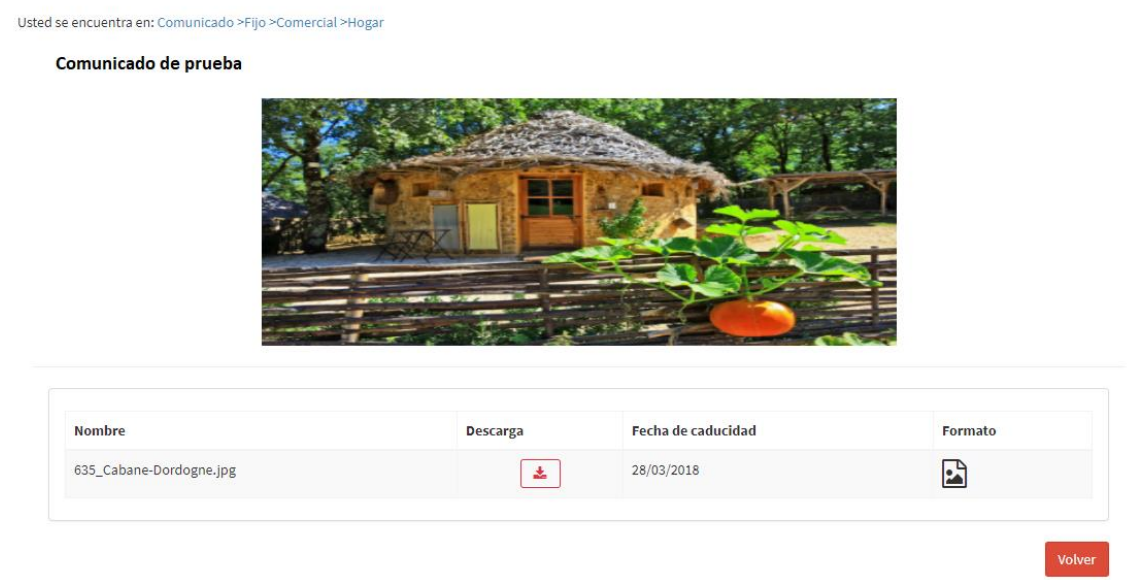 Usted se encuentra en: Comunicado >Fijo >Comercial >Hogar
Comunicado de prueba
Nombre Descarga Fecha de caducidad Formato
635_Cabane-Dordogne.jpg 28/03/2018
Volver